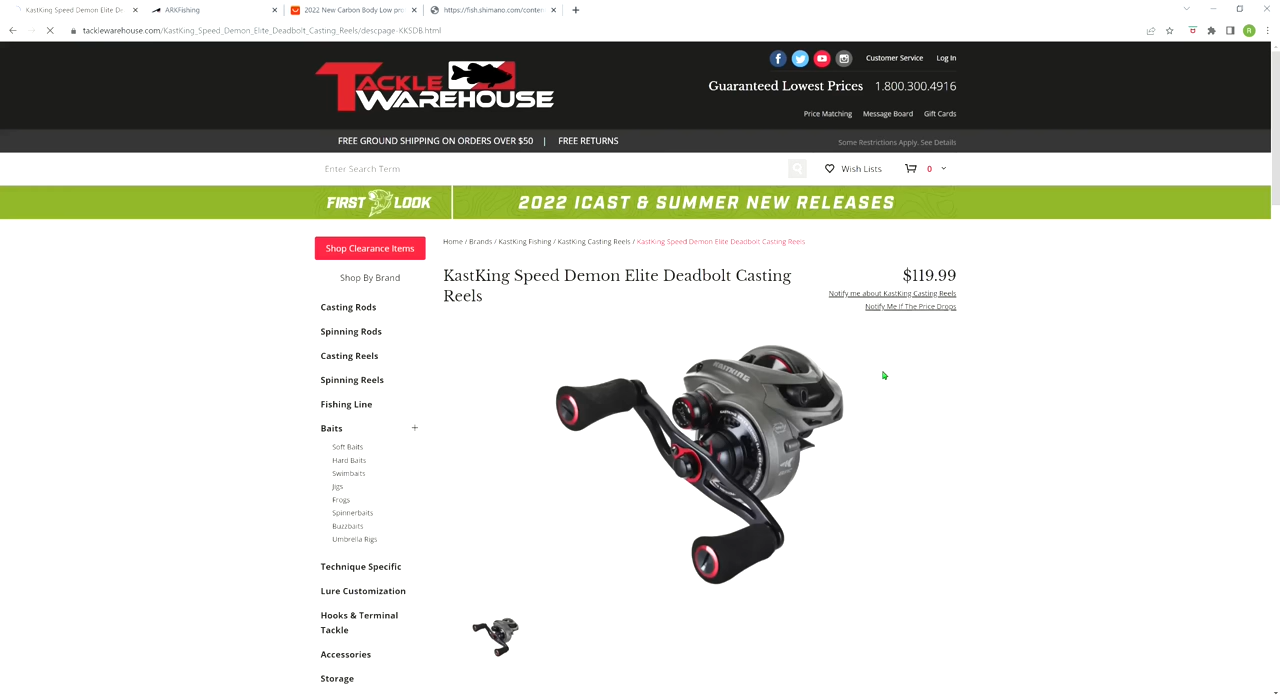 KastKing Speed Demon Elite De
ARKFishing
2022 New Carbon Body Low pro
https://fish.shimano.com/conten
tacklewarehouse.com/KastKing_Speed_Demon_Elite_Deadbolt_Casting_Reels/descpage-KKSDB.html
R
Customer Service
Log In
TACKLE
WAREHOUSE
Guaranteed Lowest Prices 1.800.300.4916
Price Matching Message Board Gift Cards
FREE GROUND SHIPPING ON ORDERS OVER $50 | FREE RETURNS
Some Restrictions Apply. See Details
Enter Search Term
Wish Lists
0
FIRST LOOK
2022 ICAST & SUMMER NEW RELEASES
Shop Clearance Items
Shop By Brand
Casting Rods
Spinning Rods
Casting Reels
Spinning Reels
Fishing Line
Baits +
Soft Baits
Hard Baits
Swimbaits
Jigs
Frogs
Spinnerbaits
Buzzbaits
Umbrella Rigs
Technique Specific
Lure Customization
Hooks & Terminal
Tackle
Accessories
Storage
Home / Brands / KastKing Fishing / KastKing Casting Reels / KastKing Speed Demon Elite Deadbolt Casting Reels
KastKing Speed Demon Elite Deadbolt Casting
Reels
$119.99
Notify me about KastKing Casting Reels
Notify Me If The Price Drops
KASTKING